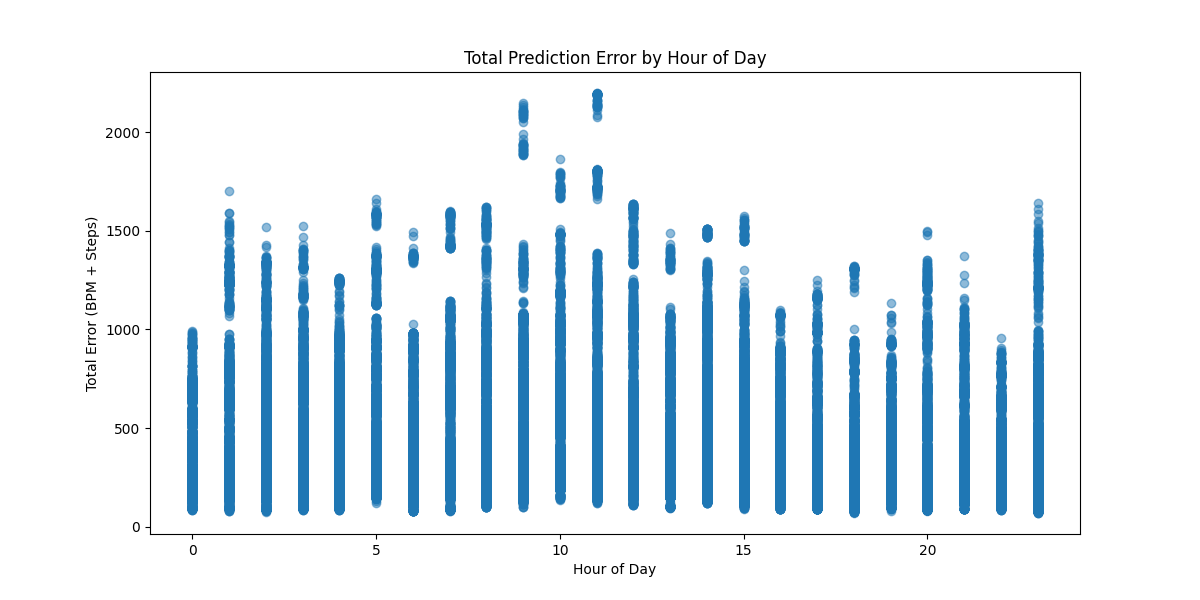 Total Prediction Error by Hour of Day
Total Error (BPM + Steps)
2000
1500
1000
500
0
0 5 10 15 20
Hour of Day